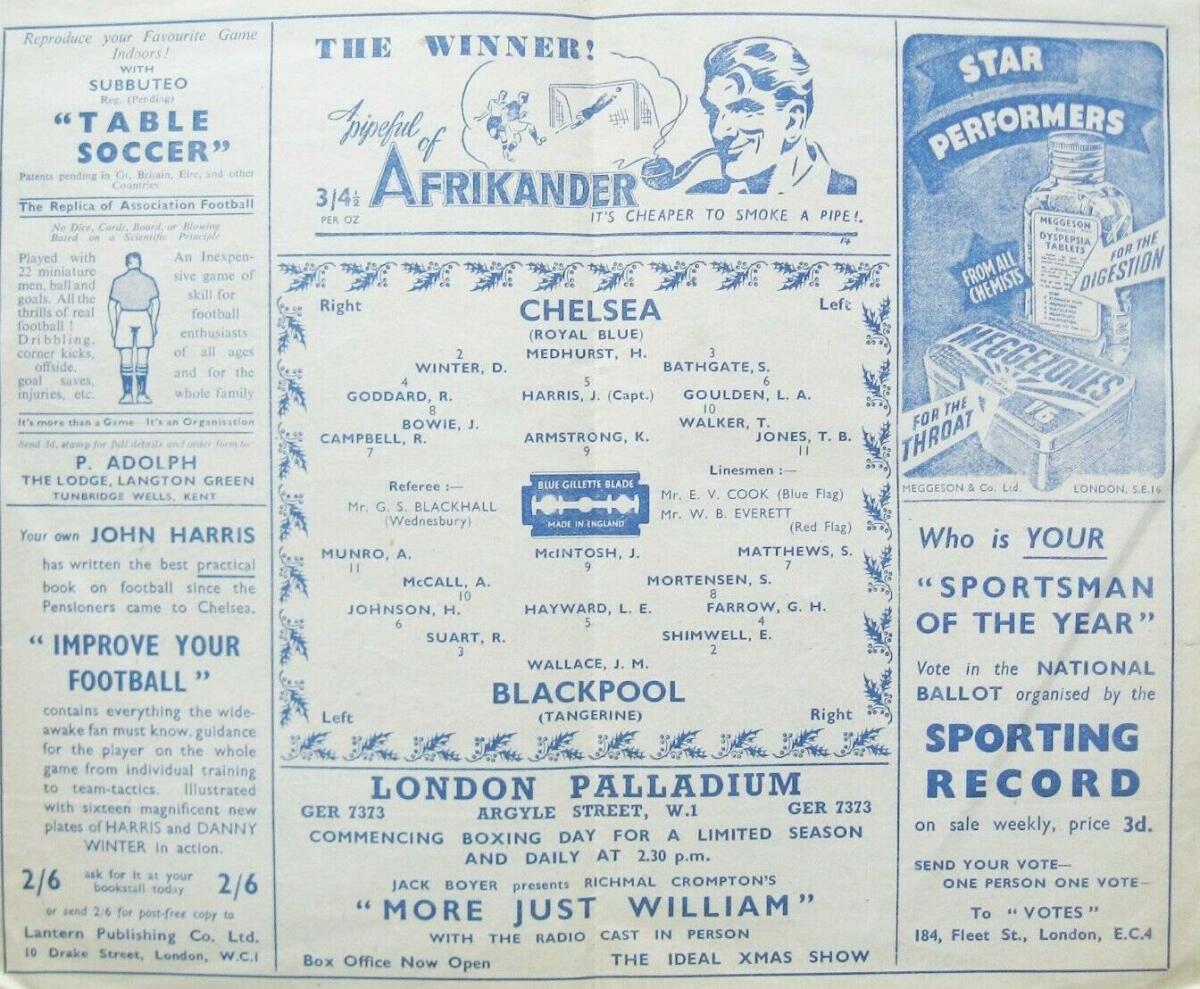 Reproduce your Favourite Game
Indoors!
WITH
SUBBUTEO
Reg. (Pending)
"TABLE
SOCCER"
Patents pending in Gt. Britain, Eire, and other
Countries
The Replica of Association Football
No Dice, Cards, Board, or Blowing
Based on a Scientific Principle
Played with
22 miniature
men, ball and
goals. All the
thrills of real
football!
Dribbling,
corner kicks,
offside,
goal saves,
injuries, etc.
An Inexpen-
sive game of
skill for
football
enthusiasts
of all ages
and for the
whole family
It's more than a Game—It's an Organisation
Send 3d. stamp for full details and order form to
P. ADOLPH
THE LODGE, LANGTON GREEN
TUNBRIDGE WELLS, KENT
Your own JOHN HARRIS
has written the best practical
book on football since the
Pensioners came to Chelsea.
"IMPROVE YOUR
FOOTBALL"
contains everything the wide-
awake fan must know, guidance
for the player on the whole
game from individual training
to team-tactics. Illustrated
with sixteen magnificent new
plates of HARRIS and DANNY
WINTER in action.
2/6 ask for it at your 2/6
bookstall today
or send 2/6 for post-free copy to
Lantern Publishing Co. Ltd.
10 Drake Street, London, W.C.1
THE WINNER!
A pipeful
of
AFRIKANDER
3/4½
PER OZ
IT'S CHEAPER TO SMOKE A PIPE!.
14
Right CHELSEA Left
(ROYAL BLUE)
MEDHURST, H.
2 3
WINTER, D. BATHGATE, S.
4 5 6
GODDARD, R. HARRIS, J. (Capt.) GOULDEN, L. A.
8 10
BOWIE, J. WALKER, T.
CAMPBELL, R. ARMSTRONG, K. JONES, T. B.
7 9 11
Referee :—
Mr. G. S. BLACKHALL
(Wednesbury)
BLUE GILLETTE BLADE
MADE IN ENGLAND
Linesmen :—
Mr. E. V. COOK (Blue Flag)
Mr. W. B. EVERETT
(Red Flag)
MUNRO, A. McINTOSH, J. MATTHEWS, S.
11 9 7
McCALL, A. MORTENSEN, S.
10 8
JOHNSON, H. HAYWARD, L. E. FARROW, G. H.
6 5 4
SUART, R. SHIMWELL, E.
3 2
WALLACE, J. M.
BLACKPOOL
(TANGERINE)
Left Right
LONDON PALLADIUM
GER 7373 ARGYLE STREET, W.1 GER 7373
COMMENCING BOXING DAY FOR A LIMITED SEASON
AND DAILY AT 2.30 p.m.
JACK BOYER presents RICHMAL CROMPTON'S
"MORE JUST WILLIAM"
WITH THE RADIO CAST IN PERSON
Box Office Now Open THE IDEAL XMAS SHOW
STAR
PERFORMERS
MEGGESON
DYSPEPSIA
TABLETS
FOR THE
DIGESTION
FROM ALL
CHEMISTS
MEGGEZONES
1/6
FOR THE
THROAT
MEGGESON & Co. Ltd. LONDON, S.E.16
Who is YOUR
"SPORTSMAN
OF THE YEAR"
Vote in the NATIONAL
BALLOT organised by the
SPORTING
RECORD
on sale weekly, price 3d.
SEND YOUR VOTE—
ONE PERSON ONE VOTE—
To "VOTES"
184, Fleet St., London, E.C.4